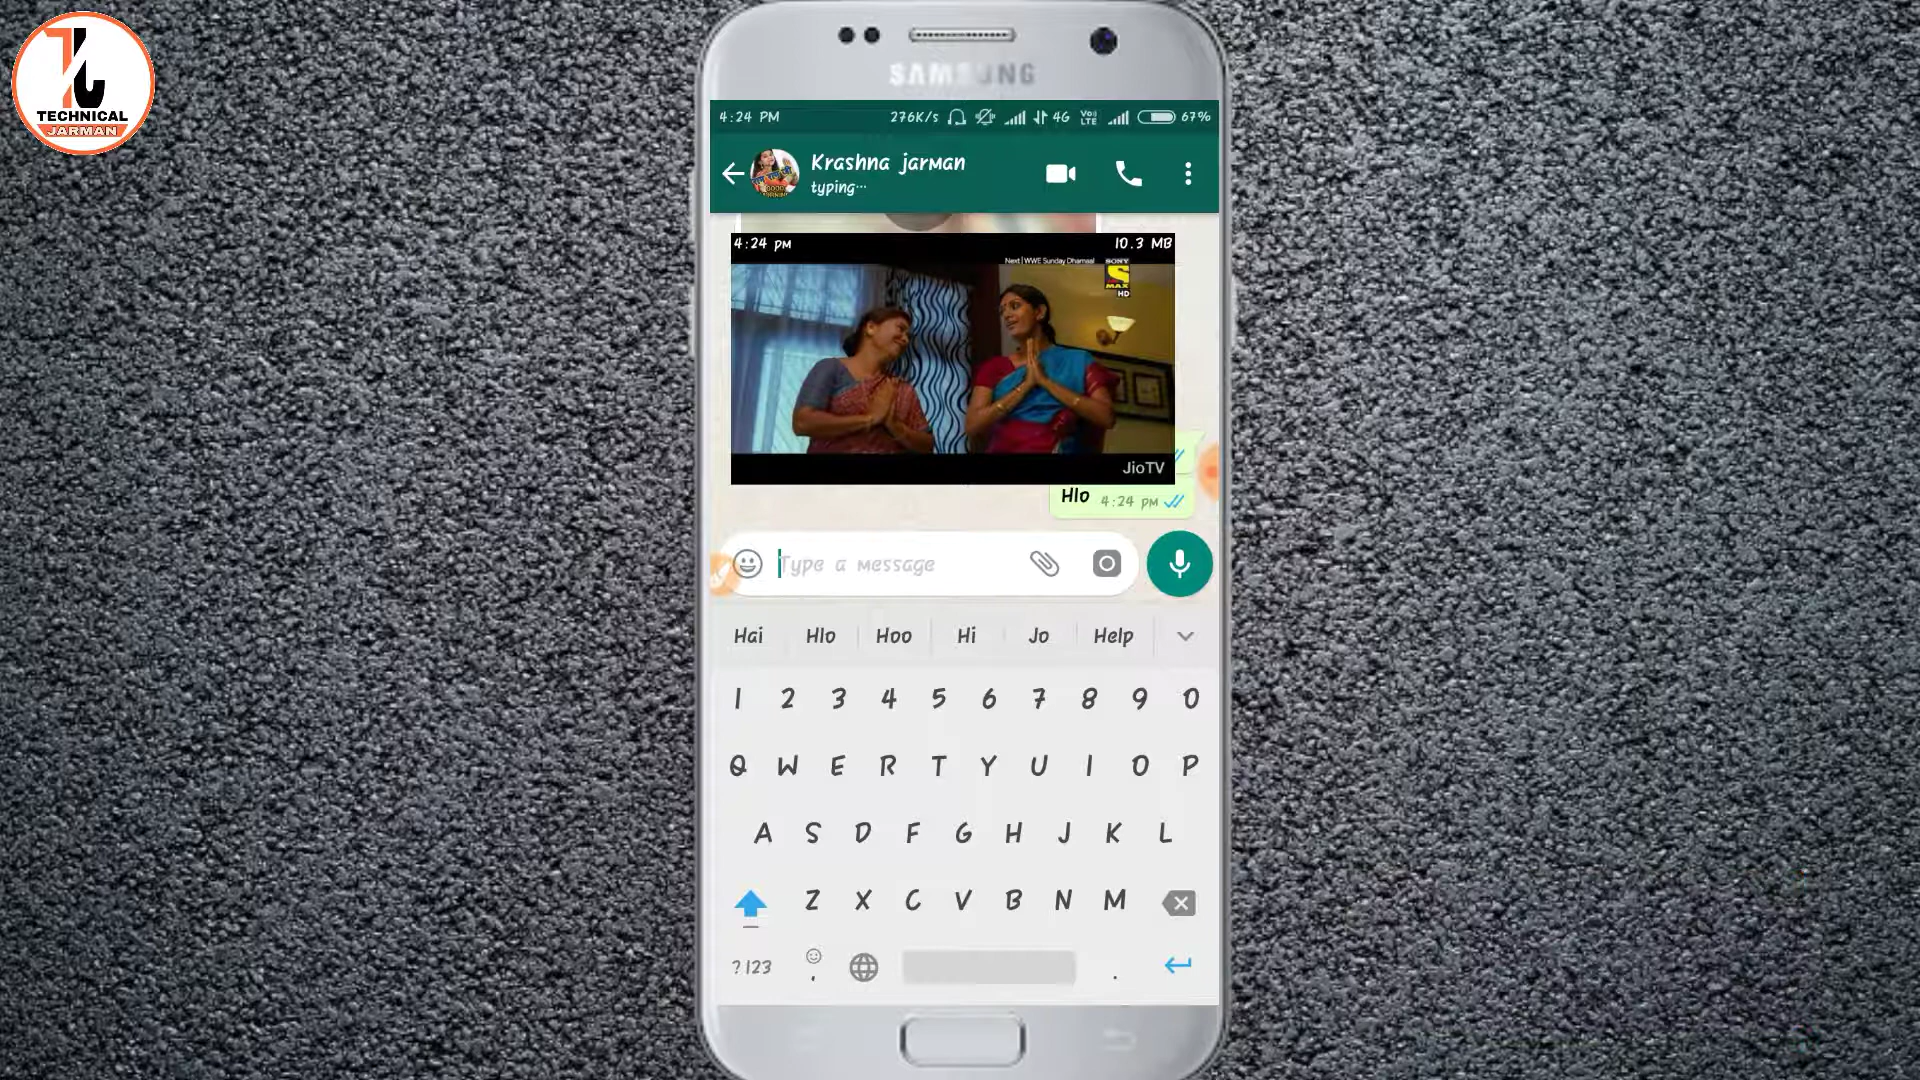 TECHNICAL
JARMAN
SAMSUNG
4:24 PM 276K/s 4G Vo) LTE 67%
Krashna jarman
typing...
4:24 PM 10.3 MB
Next | WWE Sunday Dhamaal
SONY
MAX
HD
JioTV
Hlo 4:24 PM
Type a message
Hai Hlo Hoo Hi Jo Help
1 2 3 4 5 6 7 8 9 0
Q W E R T Y U I O P
A S D F G H J K L
Z X C V B N M
?123 , .